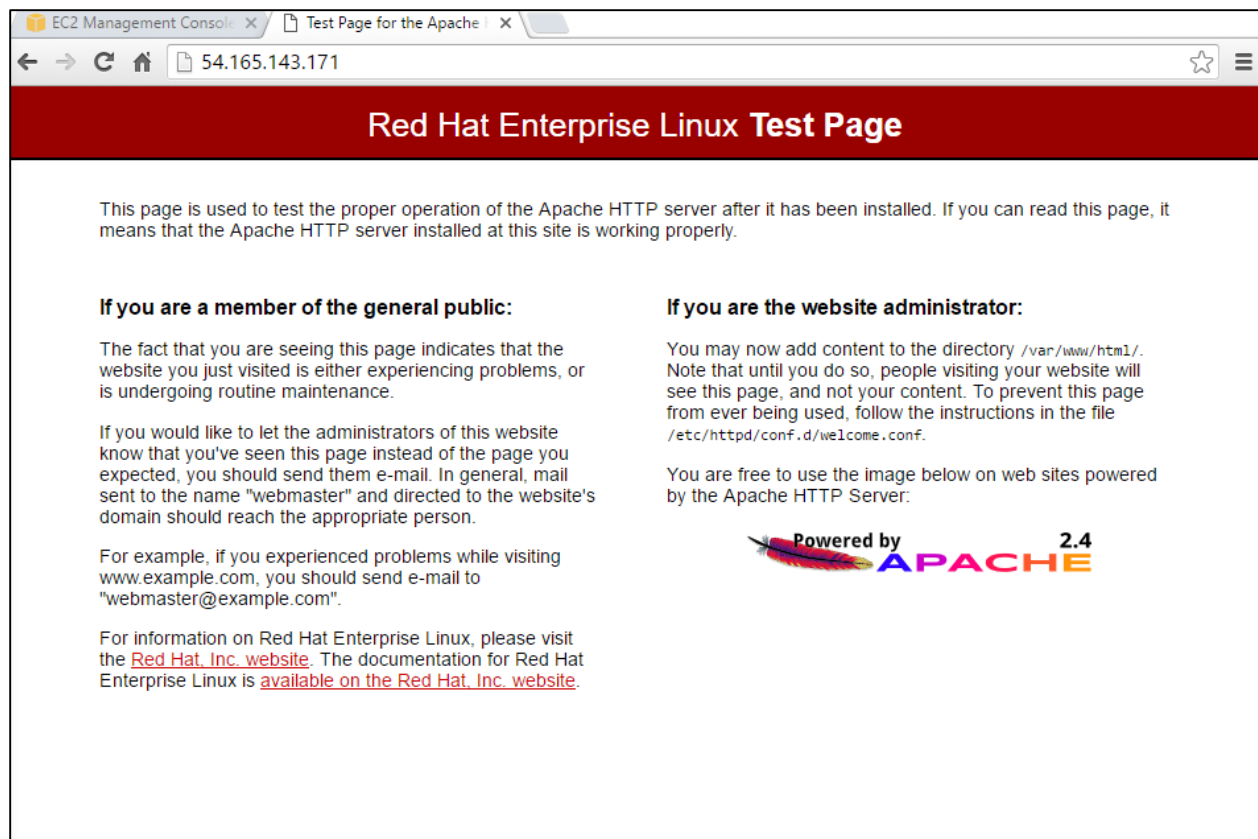 EC2 Management Console
Test Page for the Apache H
54.165.143.171
Red Hat Enterprise Linux Test Page
This page is used to test the proper operation of the Apache HTTP server after it has been installed. If you can read this page, it
means that the Apache HTTP server installed at this site is working properly.
If you are a member of the general public:
The fact that you are seeing this page indicates that the
website you just visited is either experiencing problems, or
is undergoing routine maintenance.
If you would like to let the administrators of this website
know that you've seen this page instead of the page you
expected, you should send them e-mail. In general, mail
sent to the name "webmaster" and directed to the website's
domain should reach the appropriate person.
For example, if you experienced problems while visiting
www.example.com, you should send e-mail to
"webmaster@example.com".
For information on Red Hat Enterprise Linux, please visit
the Red Hat, Inc. website. The documentation for Red Hat
Enterprise Linux is available on the Red Hat, Inc. website.
If you are the website administrator:
You may now add content to the directory /var/www/html/.
Note that until you do so, people visiting your website will
see this page, and not your content. To prevent this page
from ever being used, follow the instructions in the file
/etc/httpd/conf.d/welcome.conf.
You are free to use the image below on web sites powered
by the Apache HTTP Server:
Powered by 2.4
APACHE